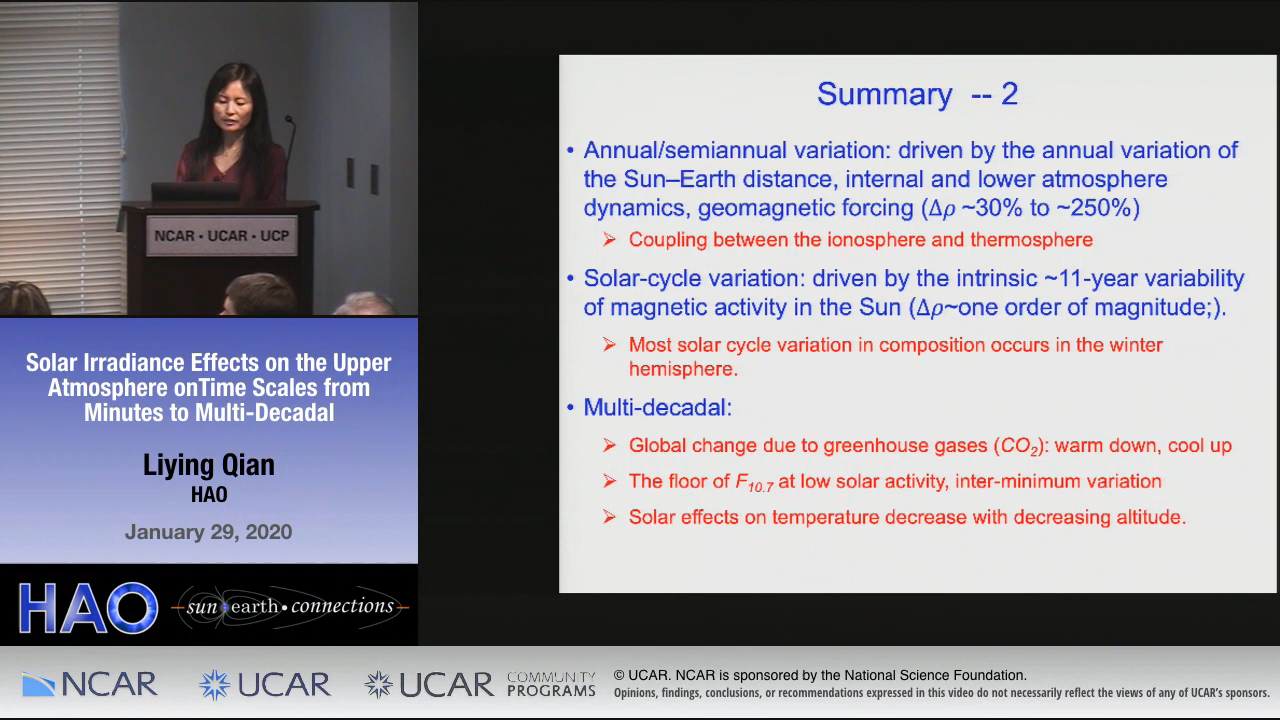 NCAR • UCAR • UCP
Solar Irradiance Effects on the Upper
Atmosphere onTime Scales from
Minutes to Multi-Decadal
Liying Qian
HAO
January 29, 2020
HAO
sun•earth•connections
Summary -- 2
• Annual/semiannual variation: driven by the annual variation of
the Sun–Earth distance, internal and lower atmosphere
dynamics, geomagnetic forcing (Δρ ~30% to ~250%)
➢ Coupling between the ionosphere and thermosphere
• Solar-cycle variation: driven by the intrinsic ~11-year variability
of magnetic activity in the Sun (Δρ~one order of magnitude;).
➢ Most solar cycle variation in composition occurs in the winter
hemisphere.
• Multi-decadal:
➢ Global change due to greenhouse gases (CO2): warm down, cool up
➢ The floor of F10.7 at low solar activity, inter-minimum variation
➢ Solar effects on temperature decrease with decreasing altitude.
NCAR
UCAR
UCAR
COMMUNITY
PROGRAMS
© UCAR. NCAR is sponsored by the National Science Foundation.
Opinions, findings, conclusions, or recommendations expressed in this video do not necessarily reflect the views of any of UCAR's sponsors.